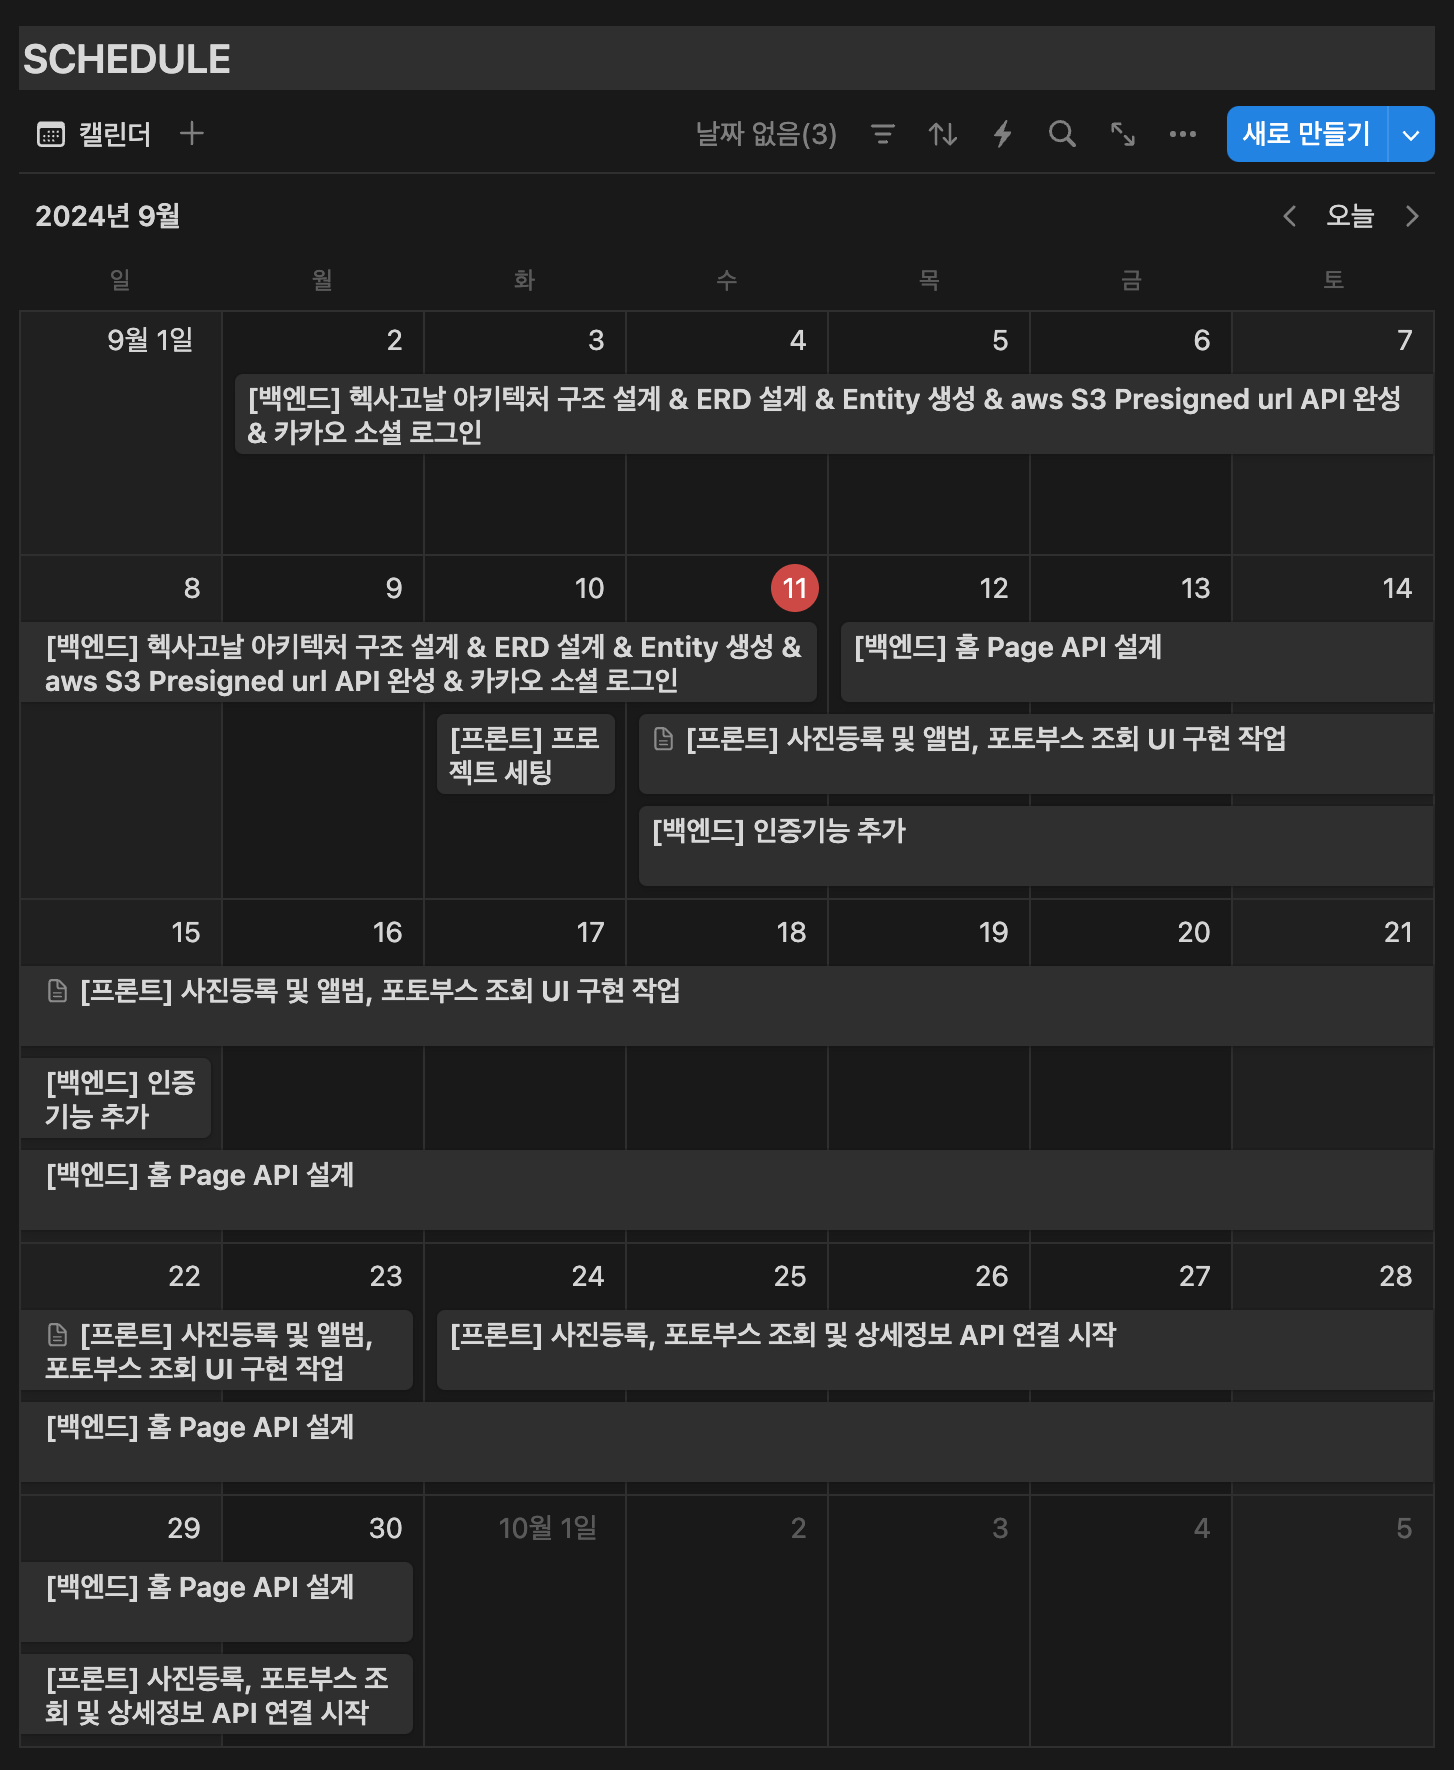 SCHEDULE
캘린더
날짜 없음(3)
새로 만들기
2024년 9월
오늘
일 월 화 수 목 금 토
9월 1일 2 3 4 5 6 7
[백엔드] 헥사고날 아키텍처 구조 설계 & ERD 설계 & Entity 생성 & aws S3 Presigned url API 완성
& 카카오 소셜 로그인
8 9 10 11 12 13 14
[백엔드] 헥사고날 아키텍처 구조 설계 & ERD 설계 & Entity 생성 &
aws S3 Presigned url API 완성 & 카카오 소셜 로그인
[백엔드] 홈 Page API 설계
[프론트] 프로
젝트 세팅
[프론트] 사진등록 및 앨범, 포토부스 조회 UI 구현 작업
[백엔드] 인증기능 추가
15 16 17 18 19 20 21
[프론트] 사진등록 및 앨범, 포토부스 조회 UI 구현 작업
[백엔드] 인증
기능 추가
[백엔드] 홈 Page API 설계
22 23 24 25 26 27 28
[프론트] 사진등록 및 앨범,
포토부스 조회 UI 구현 작업
[프론트] 사진등록, 포토부스 조회 및 상세정보 API 연결 시작
[백엔드] 홈 Page API 설계
29 30 10월 1일 2 3 4 5
[백엔드] 홈 Page API 설계
[프론트] 사진등록, 포토부스 조
회 및 상세정보 API 연결 시작